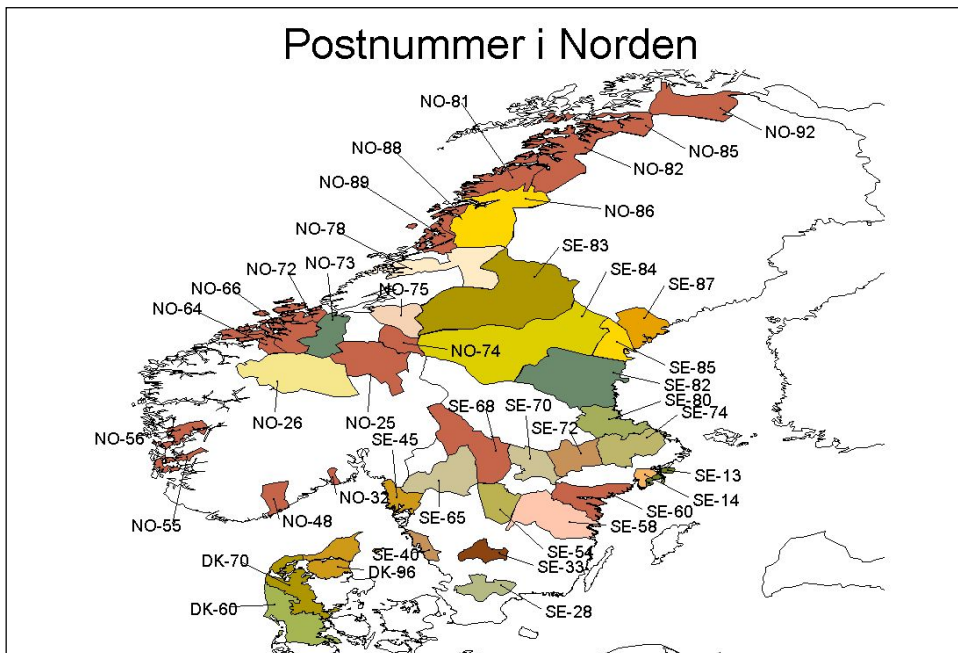 Postnummer i Norden
NO-81
NO-92
NO-88
NO-85
NO-82
NO-89
NO-86
NO-78
SE-83
NO-72
NO-73
SE-84
SE-87
NO-66
NO-75
NO-64
NO-74
SE-85
SE-82
SE-80
SE-68
SE-70
SE-74
NO-26
NO-25
SE-72
NO-56
SE-45
SE-13
NO-32
SE-14
NO-55
NO-48
SE-65
SE-60
SE-58
SE-54
SE-40
DK-70
DK-96
SE-33
DK-60
SE-28